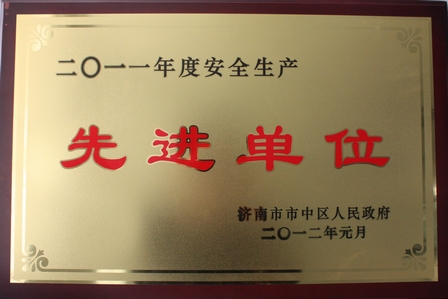 二〇一一年度安全生产
先进单位
济南市市中区人民政府
二〇一二年元月